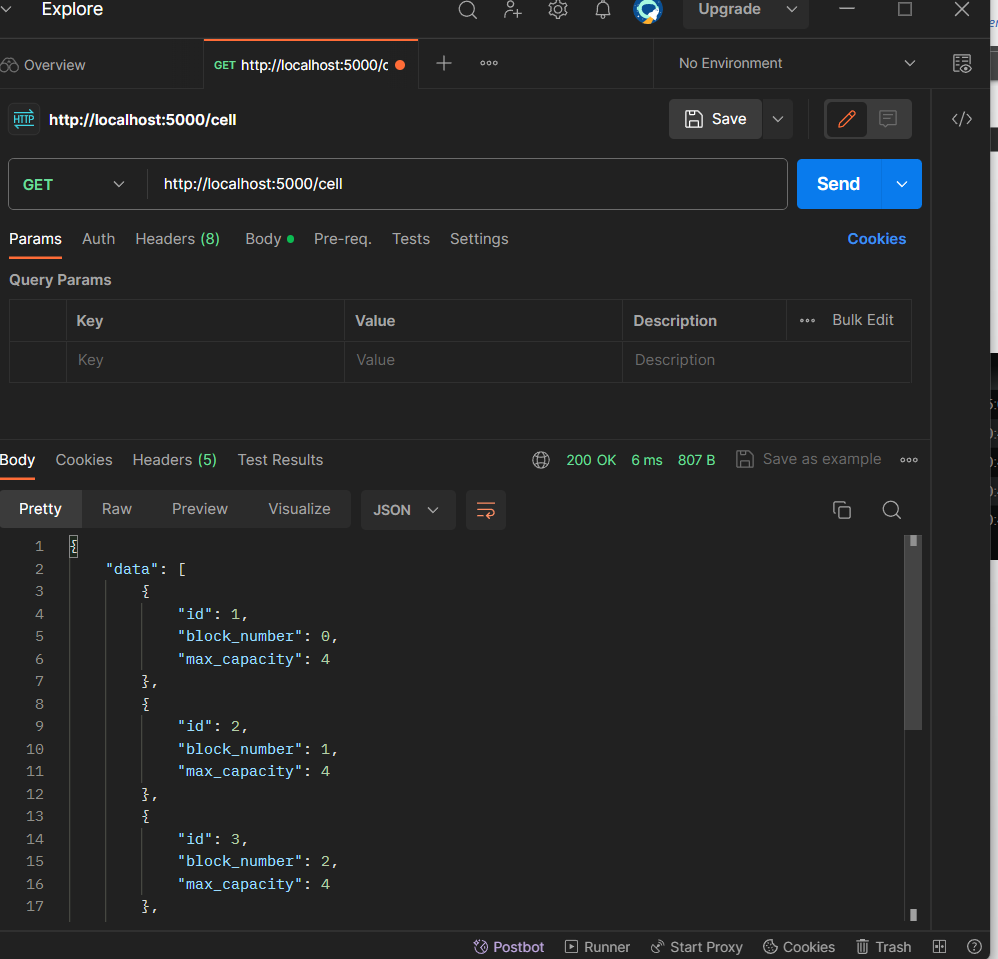 Explore
Upgrade
Overview
GET http://localhost:5000/c
No Environment
HTTP http://localhost:5000/cell
Save
GET
http://localhost:5000/cell
Send
Params Auth Headers (8) Body Pre-req. Tests Settings
Cookies
Query Params
Key Value Description Bulk Edit
Key Value Description
Body Cookies Headers (5) Test Results
200 OK 6 ms 807 B Save as example
Pretty Raw Preview Visualize JSON
1 {
2 "data": [
3 {
4 "id": 1,
5 "block_number": 0,
6 "max_capacity": 4
7 },
8 {
9 "id": 2,
10 "block_number": 1,
11 "max_capacity": 4
12 },
13 {
14 "id": 3,
15 "block_number": 2,
16 "max_capacity": 4
17 },
Postbot Runner Start Proxy Cookies Trash